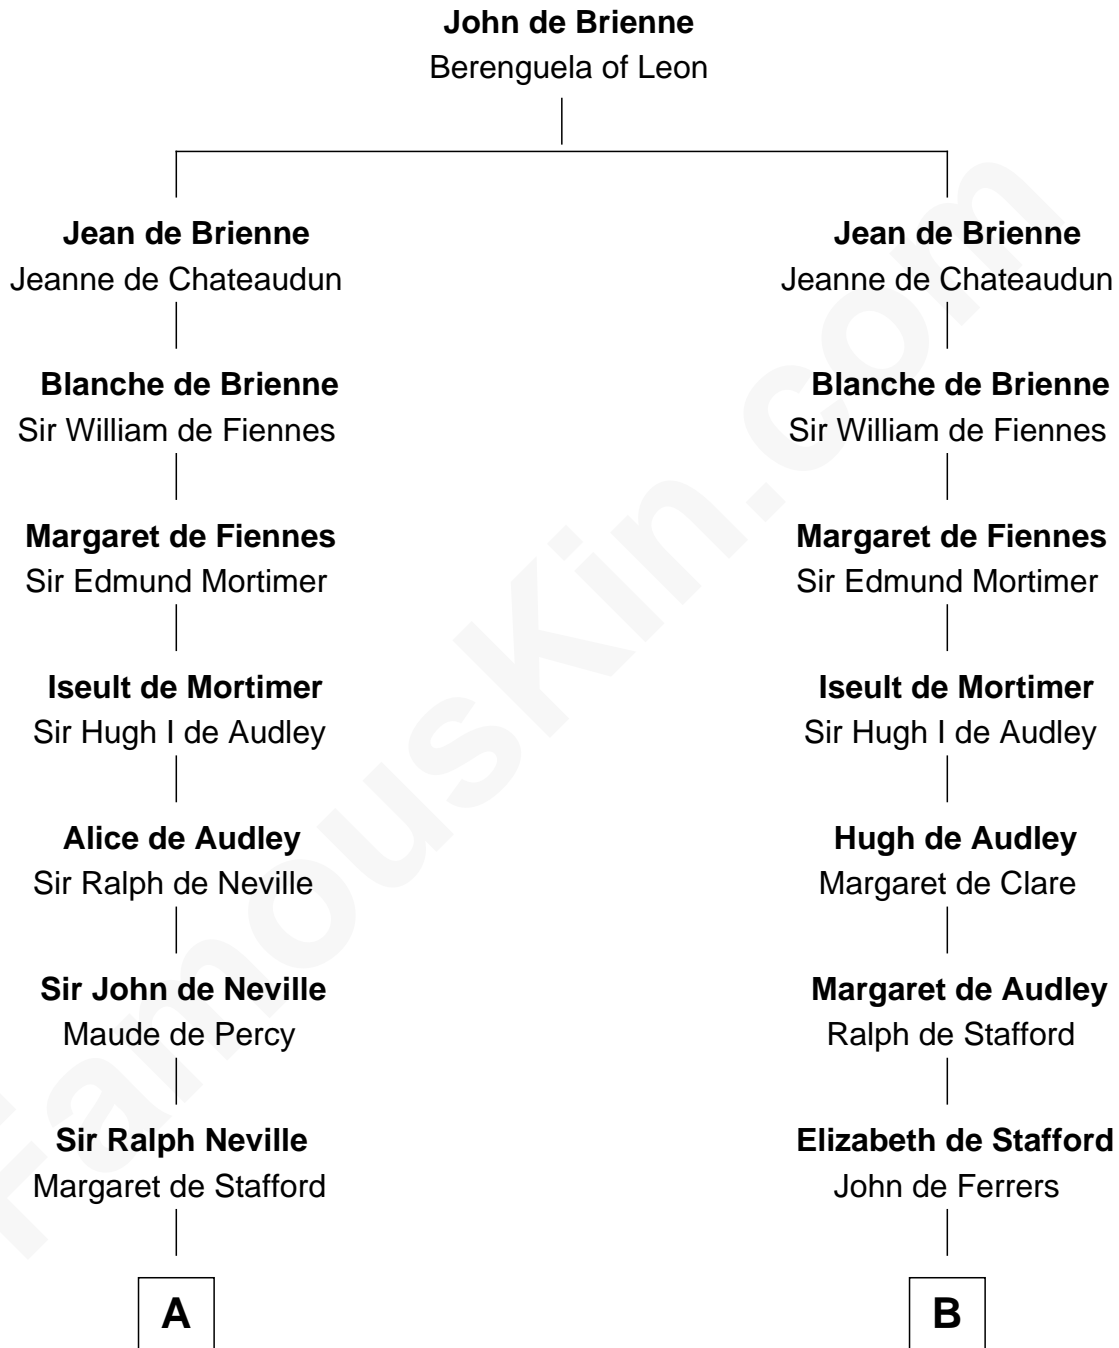 John de Brienne
Berenguela of Leon
Jean de Brienne
Jeanne de Chateaudun
Blanche de Brienne
Sir William de Fiennes
Margaret de Fiennes
Sir Edmund Mortimer
Iseult de Mortimer
Sir Hugh I de Audley
Alice de Audley
Sir Ralph de Neville
Sir John de Neville
Maude de Percy
Sir Ralph Neville
Margaret de Stafford
A
Jean de Brienne
Jeanne de Chateaudun
Blanche de Brienne
Sir William de Fiennes
Margaret de Fiennes
Sir Edmund Mortimer
Iseult de Mortimer
Sir Hugh I de Audley
Hugh de Audley
Margaret de Clare
Margaret de Audley
Ralph de Stafford
Elizabeth de Stafford
John de Ferrers
B
FamousKin.com